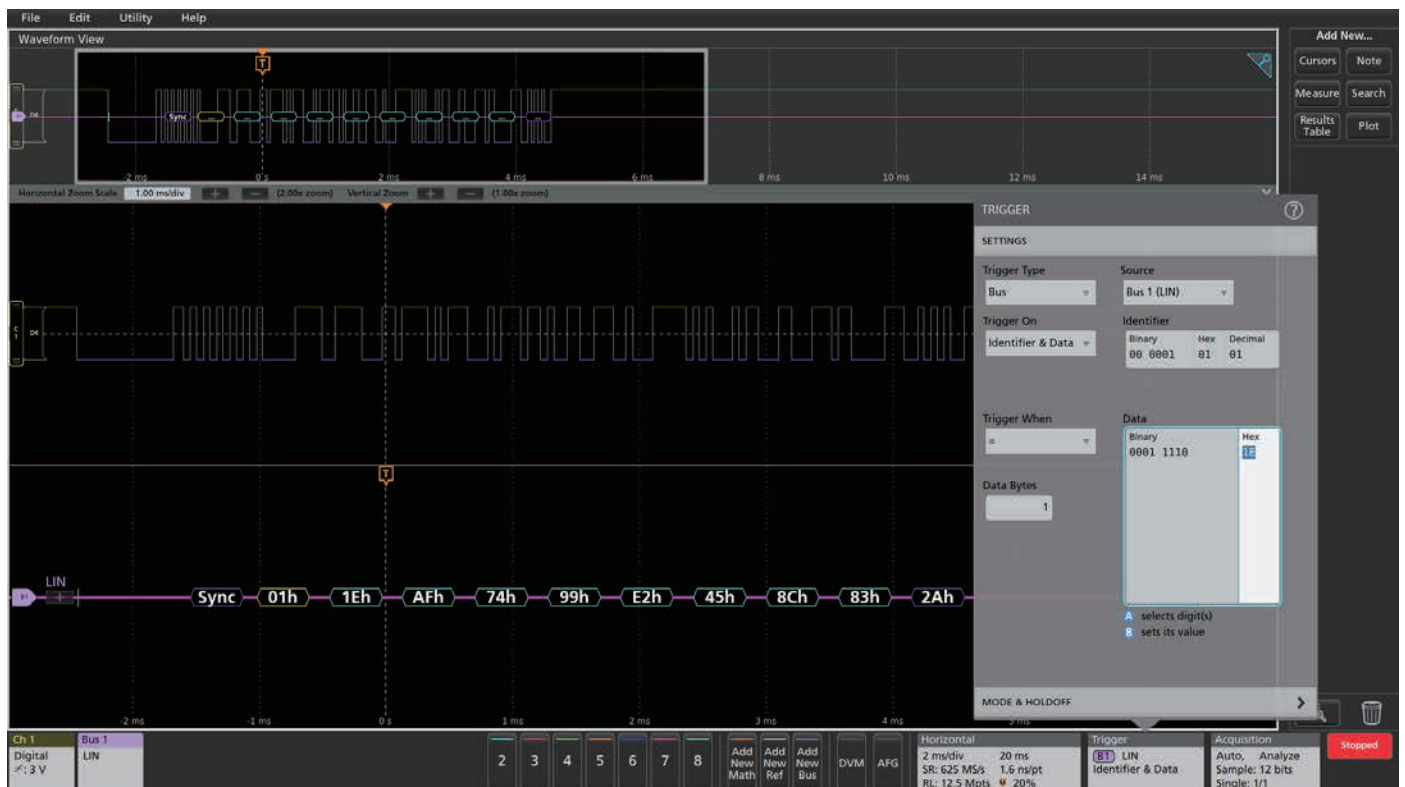 File Edit Utility Help
Waveform View
Add New...
Cursors Note
Measure Search
Results Table Plot
T
Sync
-2 ms 0 s 2 ms 4 ms 6 ms 8 ms 10 ms 12 ms 14 ms
Horizontal Zoom Scale 1.00 ms/div + − (2.00x zoom) Vertical Zoom + − (1.00x zoom)
C1 D4
T
LIN
B1 + Sync 01h 1Eh AFh 74h 99h E2h 45h 8Ch 83h 2Ah
-2 ms -1 ms 0 s 1 ms 2 ms 3 ms 4 ms 5 ms
TRIGGER ?
SETTINGS
Trigger Type Source
Bus Bus 1 (LIN)
Trigger On Identifier
Identifier & Data Binary Hex Decimal
00 0001 01 01
Trigger When Data
= Binary Hex
0001 1110 1E
Data Bytes
1
A selects digit(s)
B sets its value
MODE & HOLDOFF
Ch 1
Digital
: 3 V
Bus 1
LIN
2 3 4 5 6 7 8
Add New Math
Add New Ref
Add New Bus
DVM AFG
Horizontal
2 ms/div 20 ms
SR: 625 MS/s 1.6 ns/pt
RL: 12.5 Mpts 20%
Trigger
B1 LIN
Identifier & Data
Acquisition
Auto, Analyze
Sample: 12 bits
Single: 1/1
Stopped